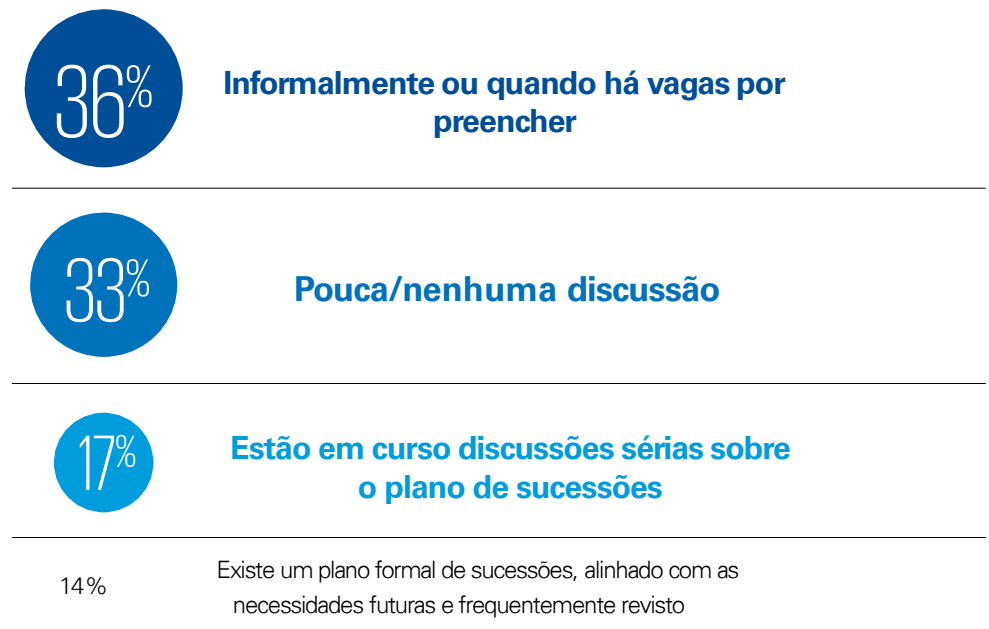 36%
Informalmente ou quando há vagas por
preencher
33%
Pouca/nenhuma discussão
17%
Estão em curso discussões sérias sobre
o plano de sucessões
14%
Existe um plano formal de sucessões, alinhado com as
necessidades futuras e frequentemente revisto